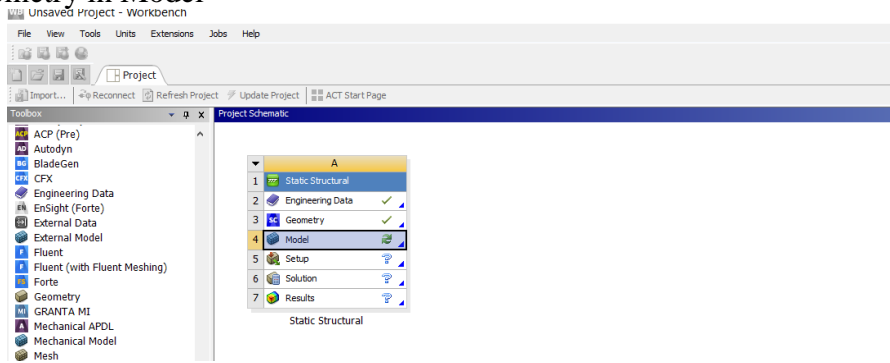 ometry in Model
Unsaved Project - Workbench
File View Tools Units Extensions Jobs Help
Project
Import... Reconnect Refresh Project Update Project ACT Start Page
Toolbox
Project Schematic
ACP (Pre)
Autodyn
BladeGen
CFX
Engineering Data
EnSight (Forte)
External Data
External Model
Fluent
Fluent (with Fluent Meshing)
Forte
Geometry
GRANTA MI
Mechanical APDL
Mechanical Model
Mesh
A
1 Static Structural
2 Engineering Data
3 Geometry
4 Model
5 Setup
6 Solution
7 Results
Static Structural